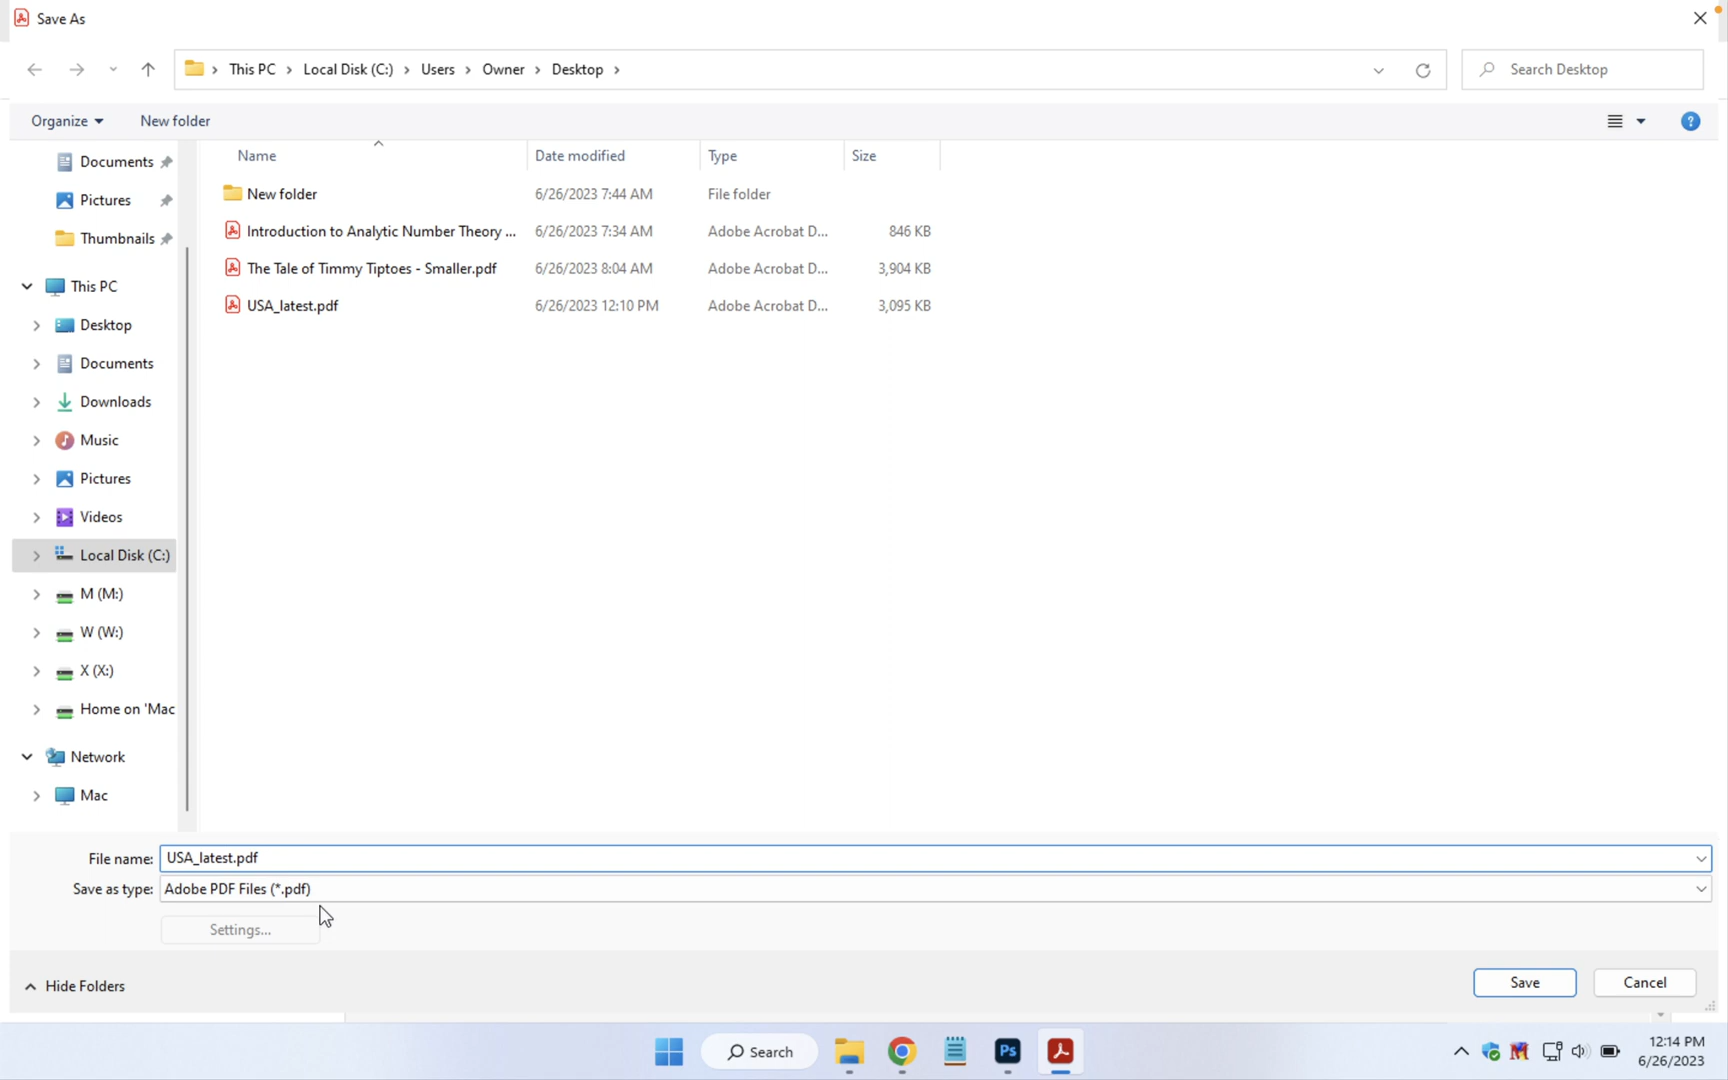 Save As
This PC Local Disk (C:) Users Owner Desktop
Search Desktop
Organize New folder
?
Name Date modified Type Size
New folder 6/26/2023 7:44 AM File folder
Introduction to Analytic Number Theory ... 6/26/2023 7:34 AM Adobe Acrobat D... 846 KB
The Tale of Timmy Tiptoes - Smaller.pdf 6/26/2023 8:04 AM Adobe Acrobat D... 3,904 KB
USA_latest.pdf 6/26/2023 12:10 PM Adobe Acrobat D... 3,095 KB
Documents
Pictures
Thumbnails
This PC
Desktop
Documents
Downloads
Music
Pictures
Videos
Local Disk (C:)
M (M:)
W (W:)
X (X:)
Home on 'Mac
Network
Mac
File name: USA_latest.pdf
Save as type: Adobe PDF Files (*.pdf)
Settings...
Hide Folders
Save Cancel
Search
Ps
12:14 PM
6/26/2023